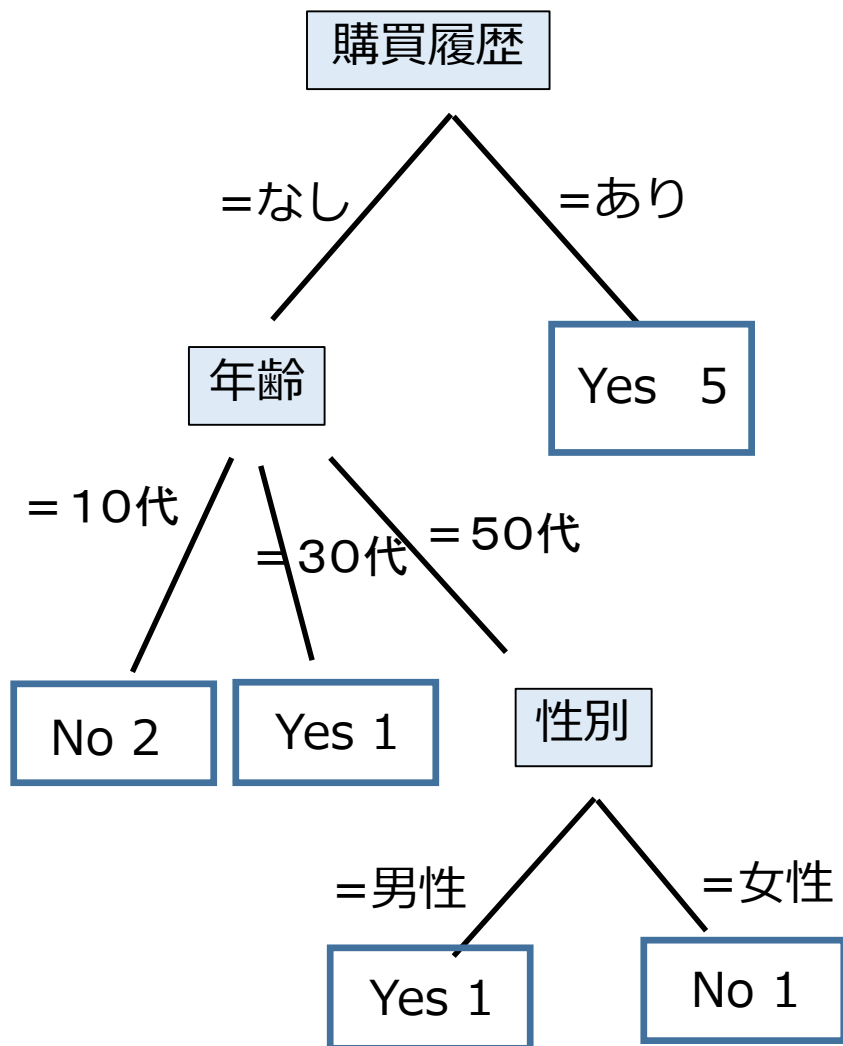 購買履歴
=なし
=あり
年齢
Yes 5
=10代
=30代
=50代
No 2
Yes 1
性別
=男性
=女性
Yes 1
No 1